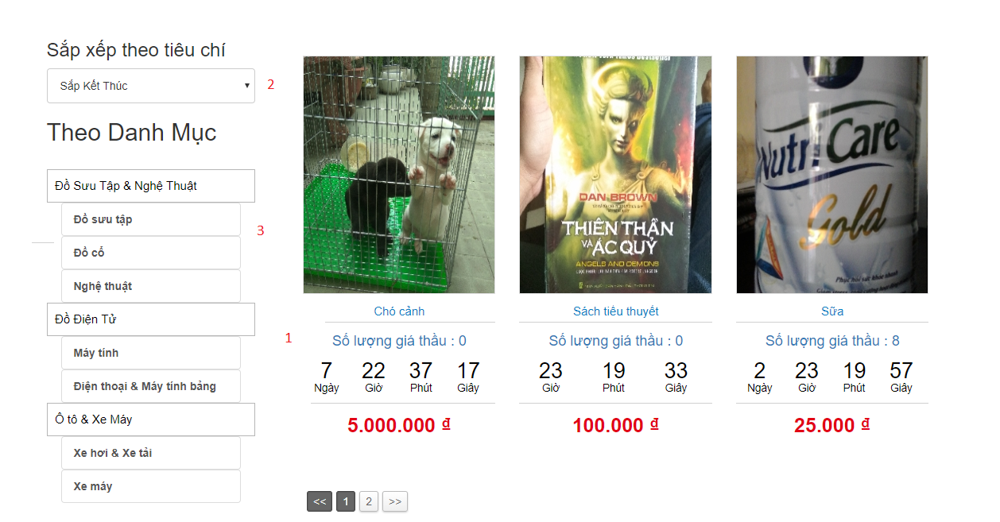 Sắp xếp theo tiêu chí
Sắp Kết Thúc
2
Theo Danh Mục
Đồ Sưu Tập & Nghệ Thuật
Đồ sưu tập
3
Đồ cổ
Nghệ thuật
Đồ Điện Tử
Máy tính
Điện thoại & Máy tính bảng
Ô tô & Xe Máy
Xe hơi & Xe tải
Xe máy
1
Chó cảnh
Số lượng giá thầu : 0
7 22 37 17
Ngày Giờ Phút Giây
5.000.000 ₫
DAN BROWN
THIÊN THẦN
VÀ ÁC QUỶ
ANGELS AND DEMONS
Sách tiêu thuyết
Số lượng giá thầu : 0
23 19 33
Giờ Phút Giây
100.000 ₫
NutriCare
Gold
Phục hồi sức khỏe nhanh
Sữa
Số lượng giá thầu : 8
2 23 19 57
Ngày Giờ Phút Giây
25.000 ₫
<< 1 2 >>